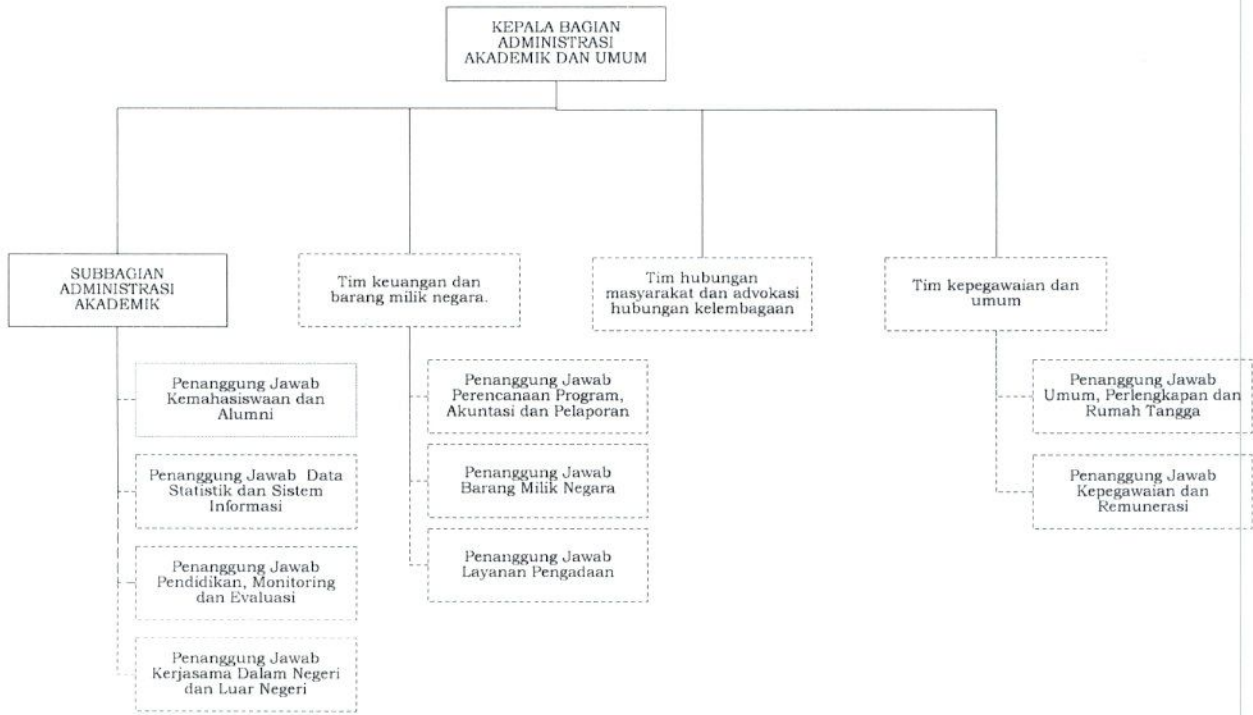 KEPALA BAGIAN
ADMINISTRASI
AKADEMIK DAN UMUM
SUBBAGIAN
ADMINISTRASI
AKADEMIK
Tim keuangan dan
barang milik negara.
Tim hubungan
masyarakat dan advokasi
hubungan kelembagaan
Tim kepegawaian dan
umum
Penanggung Jawab
Kemahasiswaan dan
Alumni
Penanggung Jawab Data
Statistik dan Sistem
Informasi
Penanggung Jawab
Pendidikan, Monitoring
dan Evaluasi
Penanggung Jawab
Kerjasama Dalam Negeri
dan Luar Negeri
Penanggung Jawab
Perencanaan Program,
Akuntasi dan Pelaporan
Penanggung Jawab
Barang Milik Negara
Penanggung Jawab
Layanan Pengadaan
Penanggung Jawab
Umum, Perlengkapan dan
Rumah Tangga
Penanggung Jawab
Kepegawaian dan
Remunerasi